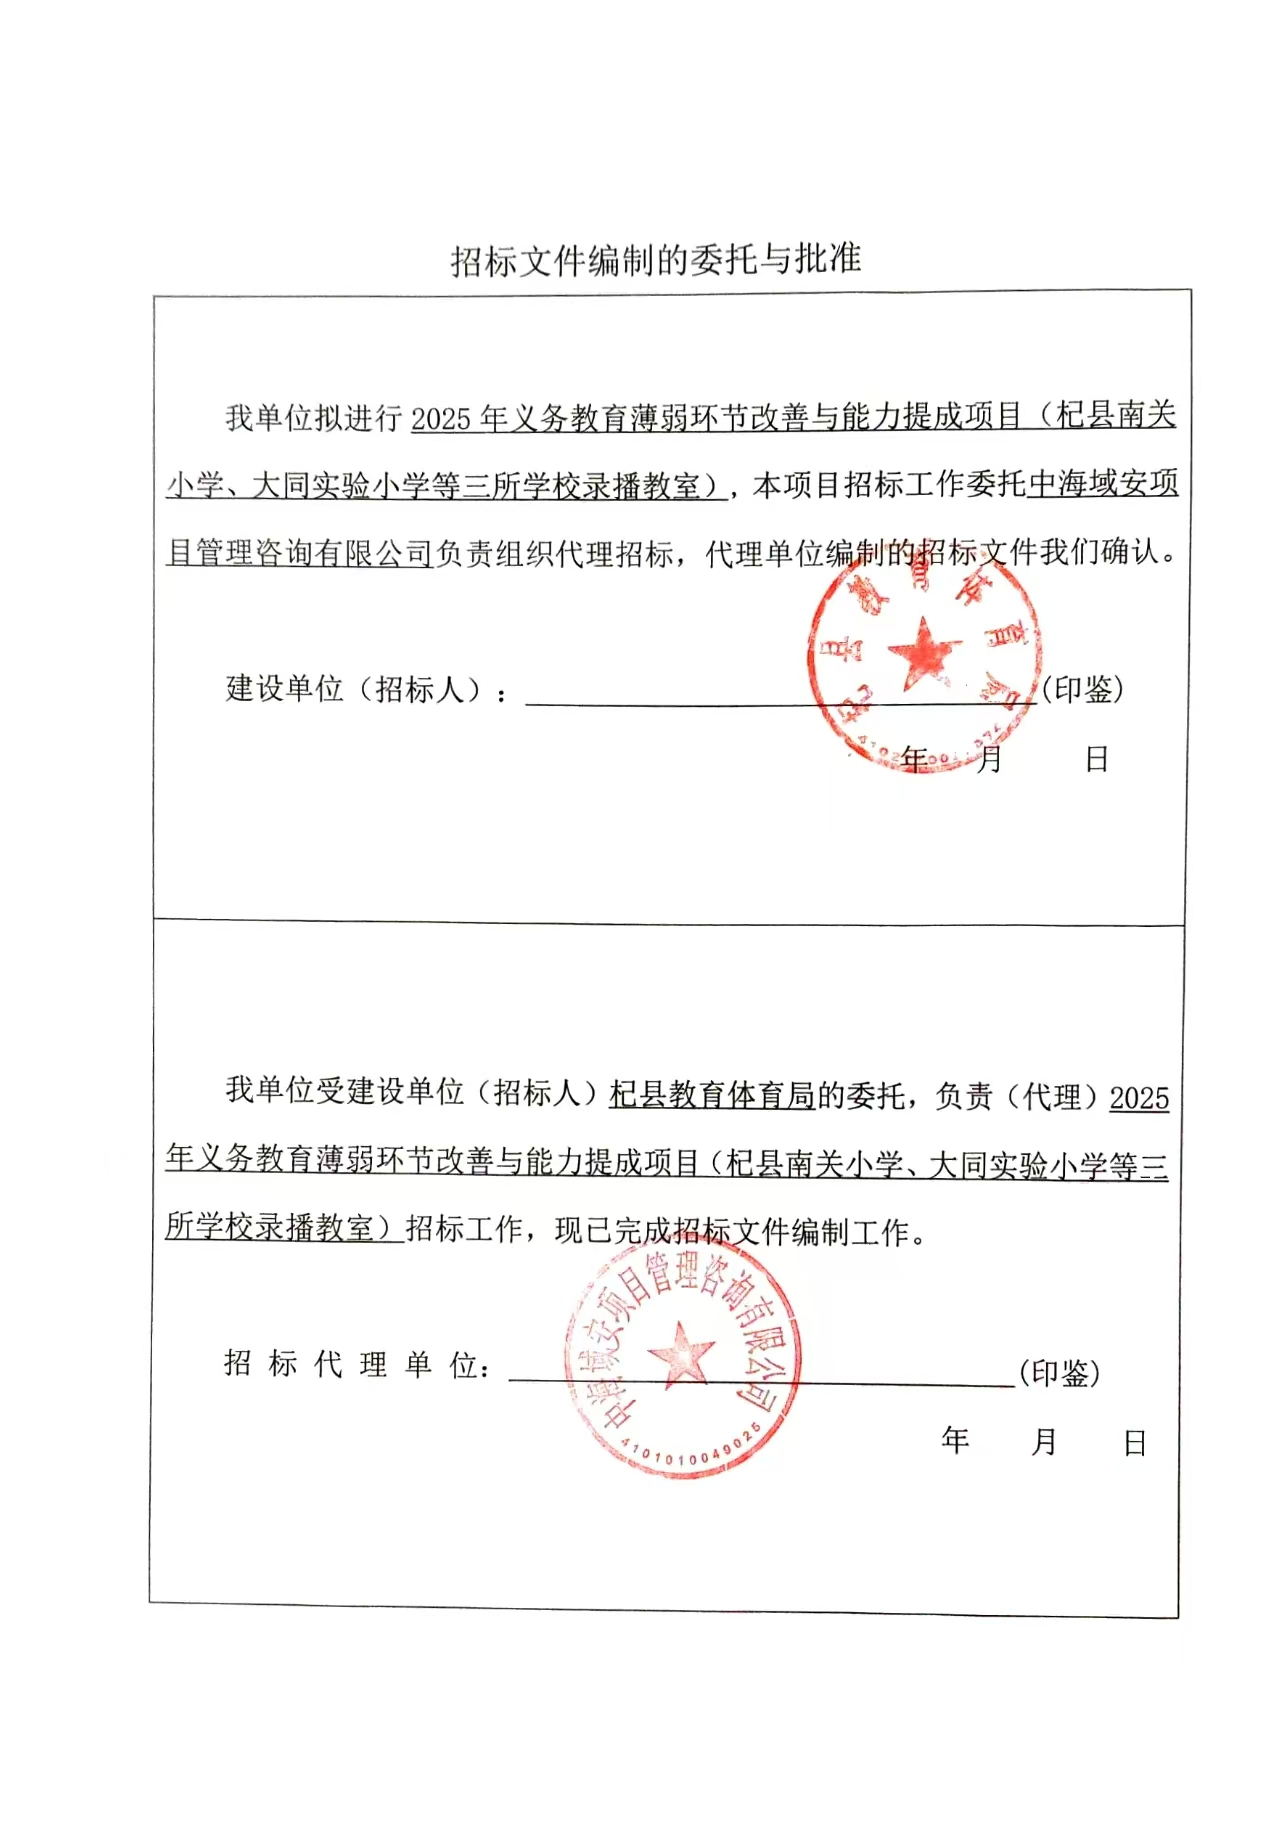 招标文件编制的委托与批准
我单位拟进行 2025 年义务教育薄弱环节改善与能力提成项目（杞县南关
小学、大同实验小学等三所学校录播教室），本项目招标工作委托中海域安项
目管理咨询有限公司负责组织代理招标，代理单位编制的招标文件我们确认。
杞县教育体育局
建设单位（招标人）：(印鉴)
年 月 日
我单位受建设单位（招标人）杞县教育体育局的委托，负责（代理）2025
年义务教育薄弱环节改善与能力提成项目（杞县南关小学、大同实验小学等三
所学校录播教室）招标工作，现已完成招标文件编制工作。
中海域安项目管理咨询有限公司
招 标 代 理 单 位：(印鉴)
4101010049025
年 月 日